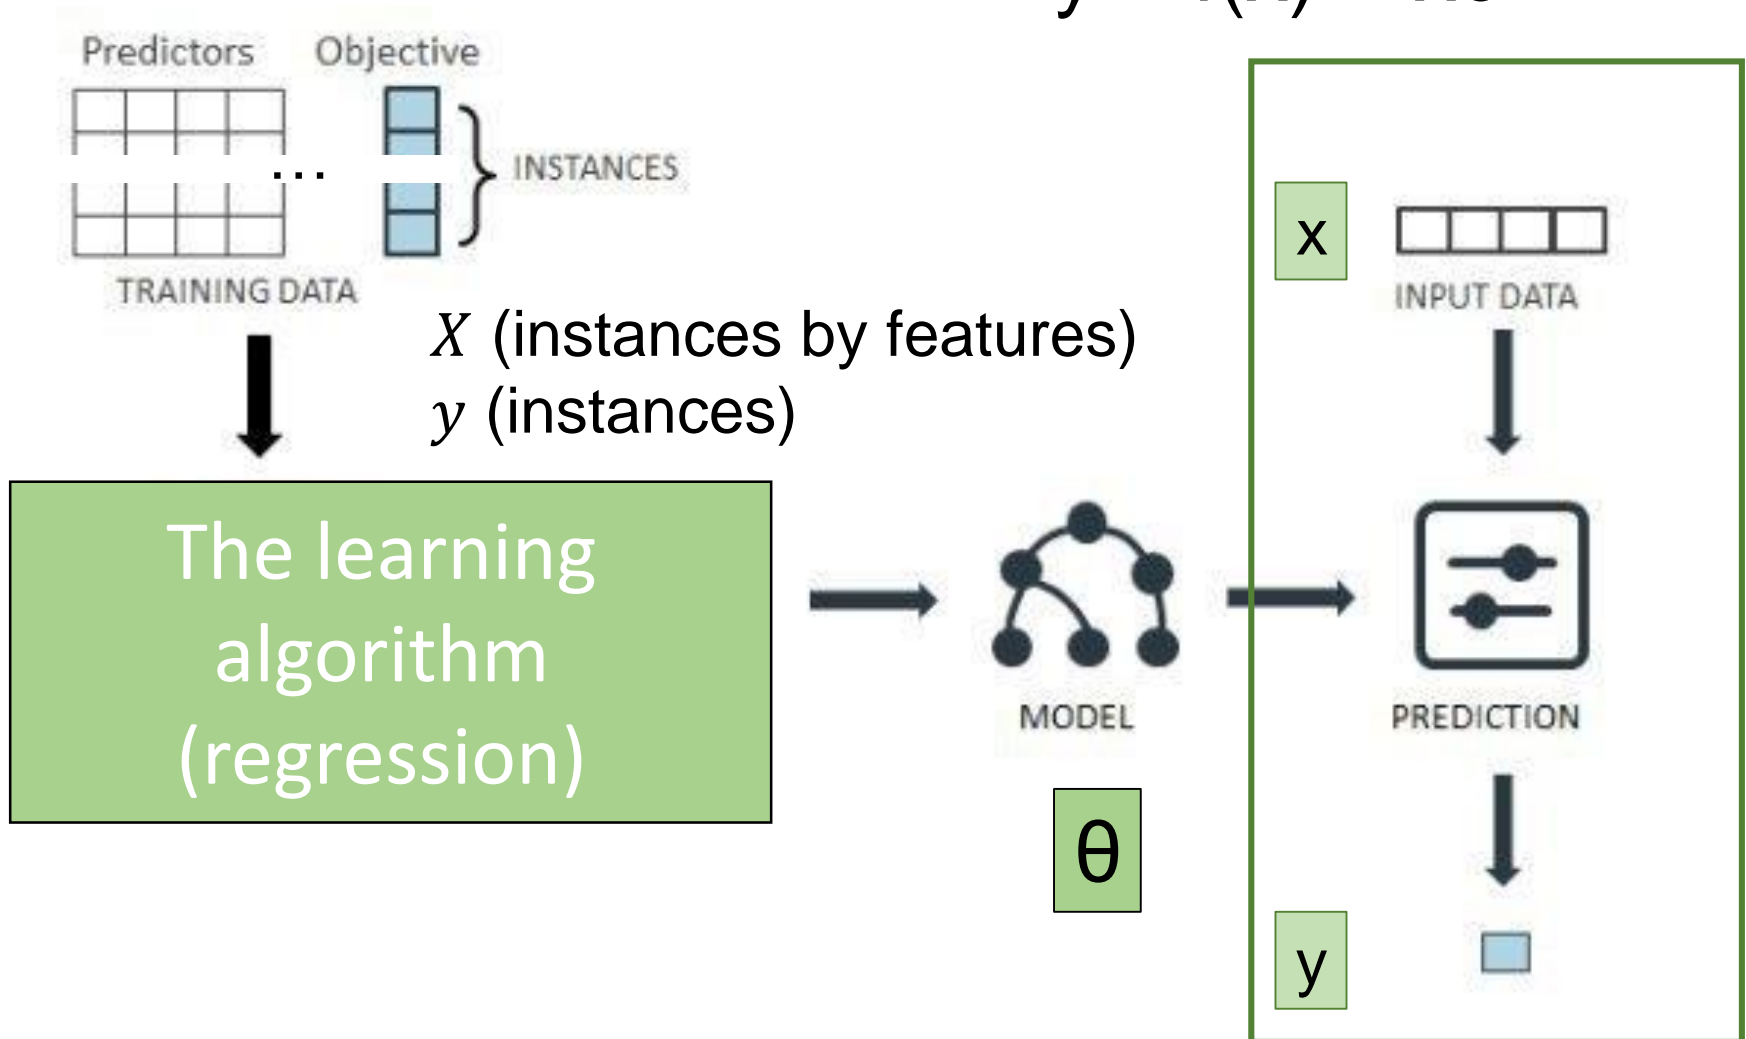 Predictors Objective
... INSTANCES
TRAINING DATA
X (instances by features)
y (instances)
The learning
algorithm
(regression)
MODEL
θ
x
INPUT DATA
PREDICTION
y